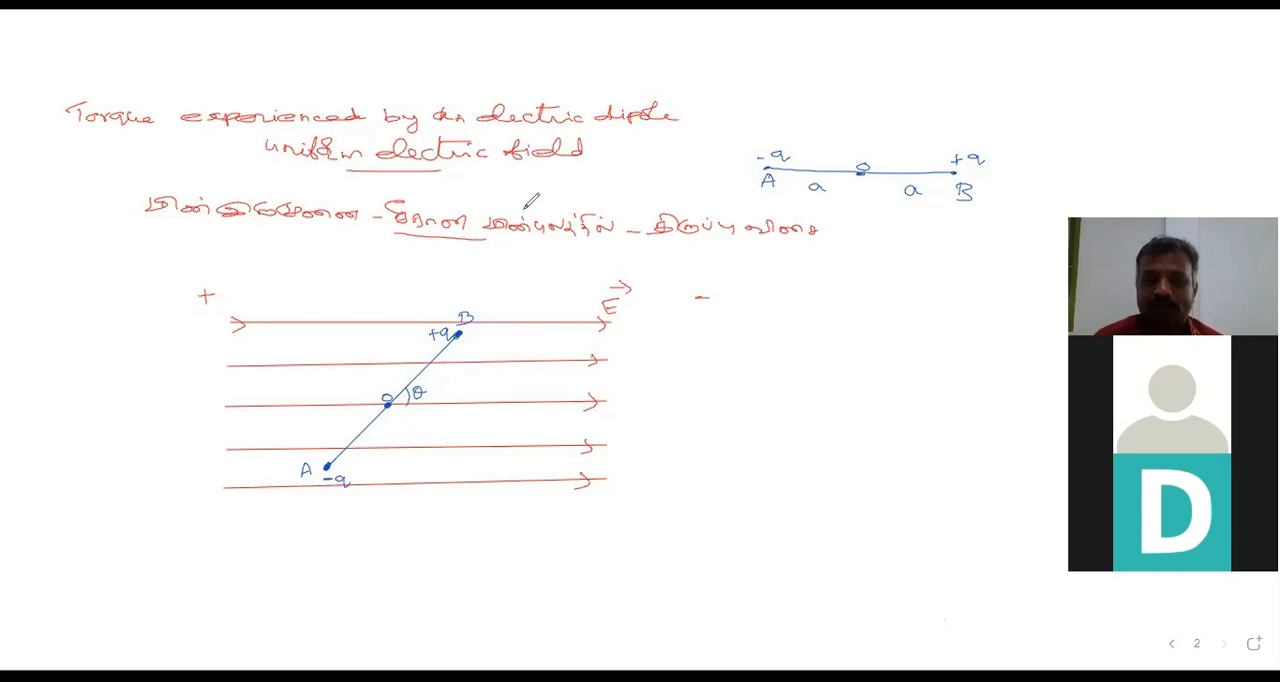 Torque experienced by an electric dipole
uniform electric field
-q +q
A a O a B
மின்இருமுனை - சீரான மின்புலத்தில் - திருப்பு விசை
+ E -
B
+q
O θ
A
-q
D
2